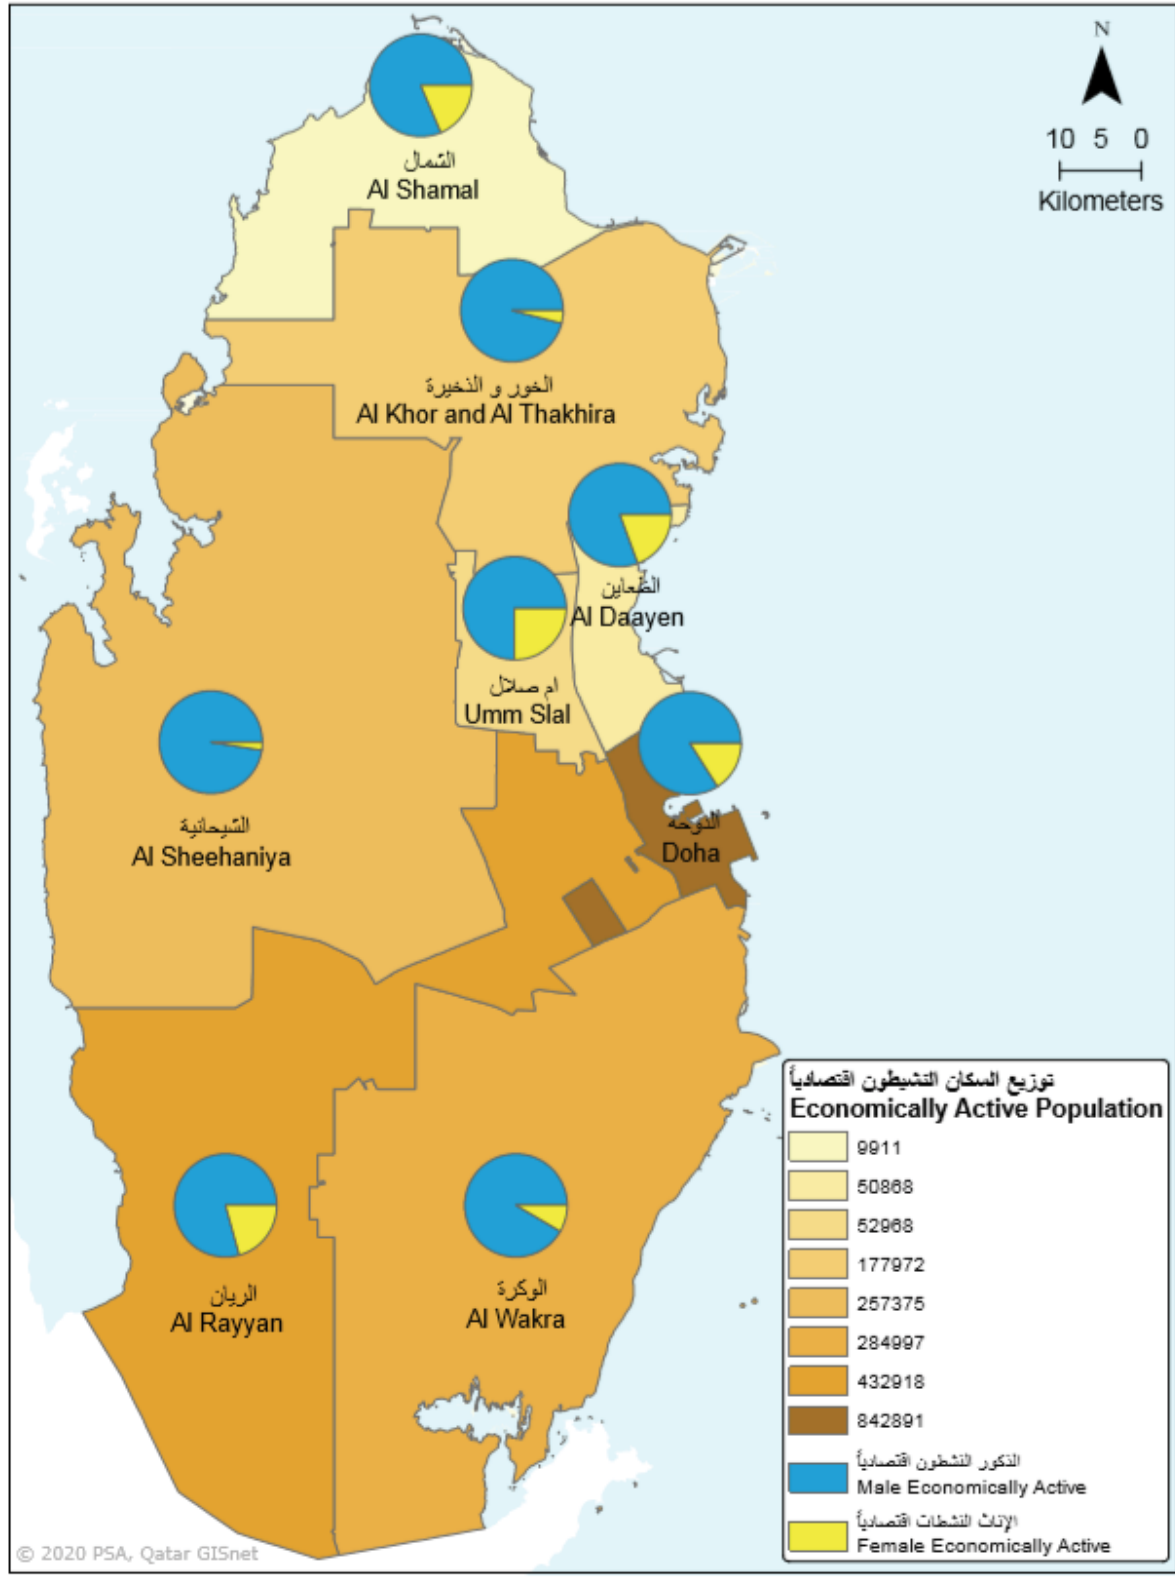 N
10 5 0
Kilometers
الشمال
Al Shamal
الخور و الذخيرة
Al Khor and Al Thakhira
الضعاين
Al Daayen
ام صلال
Umm Slal
الشيحانية
Al Sheehaniya
الدوحة
Doha
الريان
Al Rayyan
الوكرة
Al Wakra
توزيع السكان النشيطون اقتصادياً
Economically Active Population
9911
50868
52968
177972
257375
284997
432918
842891
الذكور النشطون اقتصادياً
Male Economically Active
الإناث النشطات اقتصادياً
Female Economically Active
© 2020 PSA, Qatar GISnet